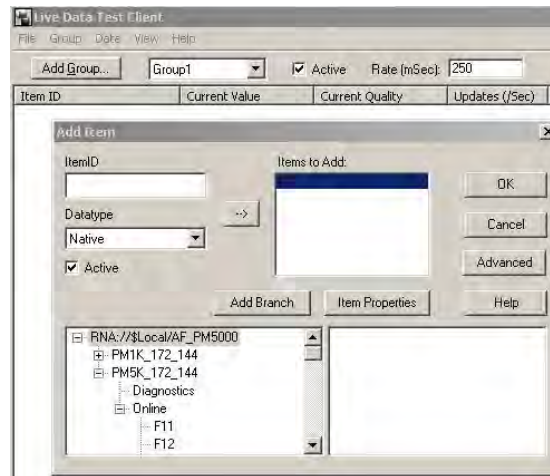 Live Data Test Client
File Group Date View Help
Add Group... Group1 Active Rate (mSec): 250
Item ID Current Value Current Quality Updates (/Sec)
Add Item
ItemID Items to Add:
OK
Datatype -->
Native
Cancel
Active
Advanced
Add Branch Item Properties Help
RNA://$Local/AF_PM5000
PM1K_172_144
PM5K_172_144
Diagnostics
Online
F11
F12